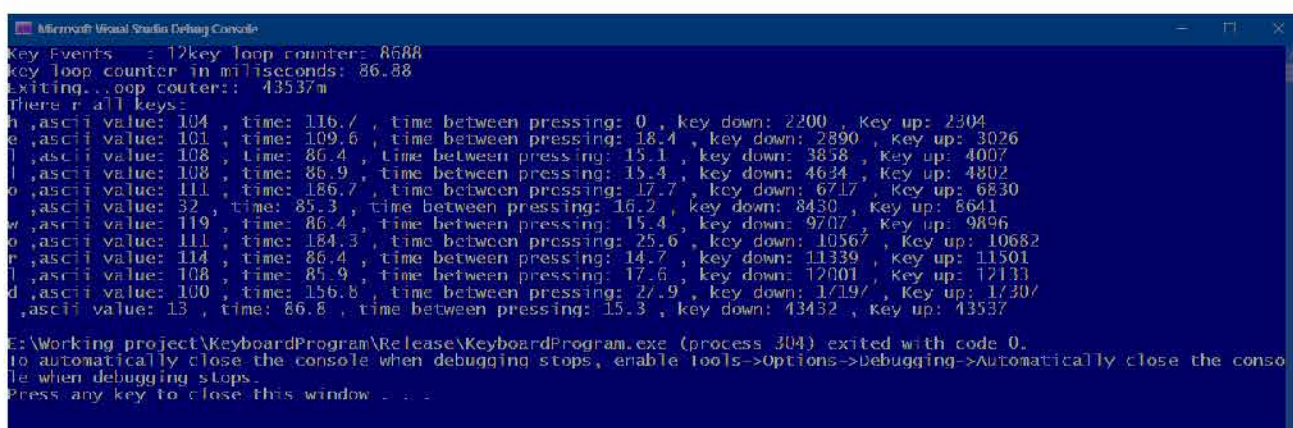 Microsoft Visual Studio Debug Console
Key Events : 12key loop counter: 8688
key loop counter in miliseconds: 86.88
Exiting...oop couter:: 43537m
There r all keys:
h ,ascii value: 104 , time: 116.7 , time between pressing: 0 , key down: 2200 , Key up: 2304
e ,ascii value: 101 , time: 109.6 , time between pressing: 18.4 , key down: 2890 , Key up: 3026
l ,ascii value: 108 , time: 86.4 , time between pressing: 15.1 , key down: 3858 , Key up: 4007
l ,ascii value: 108 , time: 86.9 , time between pressing: 15.4 , key down: 4634 , Key up: 4802
o ,ascii value: 111 , time: 186.7 , time between pressing: 17.7 , key down: 6717 , Key up: 6830
,ascii value: 32 , time: 85.3 , time between pressing: 16.2 , key down: 8430 , Key up: 8641
w ,ascii value: 119 , time: 86.4 , time between pressing: 15.4 , key down: 9707 , Key up: 9896
o ,ascii value: 111 , time: 184.3 , time between pressing: 25.6 , key down: 10567 , Key up: 10682
r ,ascii value: 114 , time: 86.4 , time between pressing: 14.7 , key down: 11339 , Key up: 11501
l ,ascii value: 108 , time: 85.9 , time between pressing: 17.6 , key down: 12001 , Key up: 12133
d ,ascii value: 100 , time: 156.8 , time between pressing: 27.9 , key down: 17197 , Key up: 17307
,ascii value: 13 , time: 86.8 , time between pressing: 15.3 , key down: 43432 , Key up: 43537
E:\Working project\KeyboardProgram\Release\KeyboardProgram.exe (process 304) exited with code 0.
To automatically close the console when debugging stops, enable Tools->Options->Debugging->Automatically close the conso
le when debugging stops.
Press any key to close this window . . .